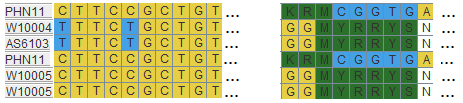 PHN11 C T T C C G C T G T ... K R M C G G T G A ...
W10004 T T T C T G C T G T ... G G M Y R R Y S N ...
AS6103 T T T C T G C T G T ... G G M Y R R Y S N ...
PHN11 C T T C C G C T G T ... K R M C G G T G A ...
W10005 C T T C C G C T G T ... G G M Y R R Y S N ...
W10005 C T T C C G C T G T ... G G M Y R R Y S N ...